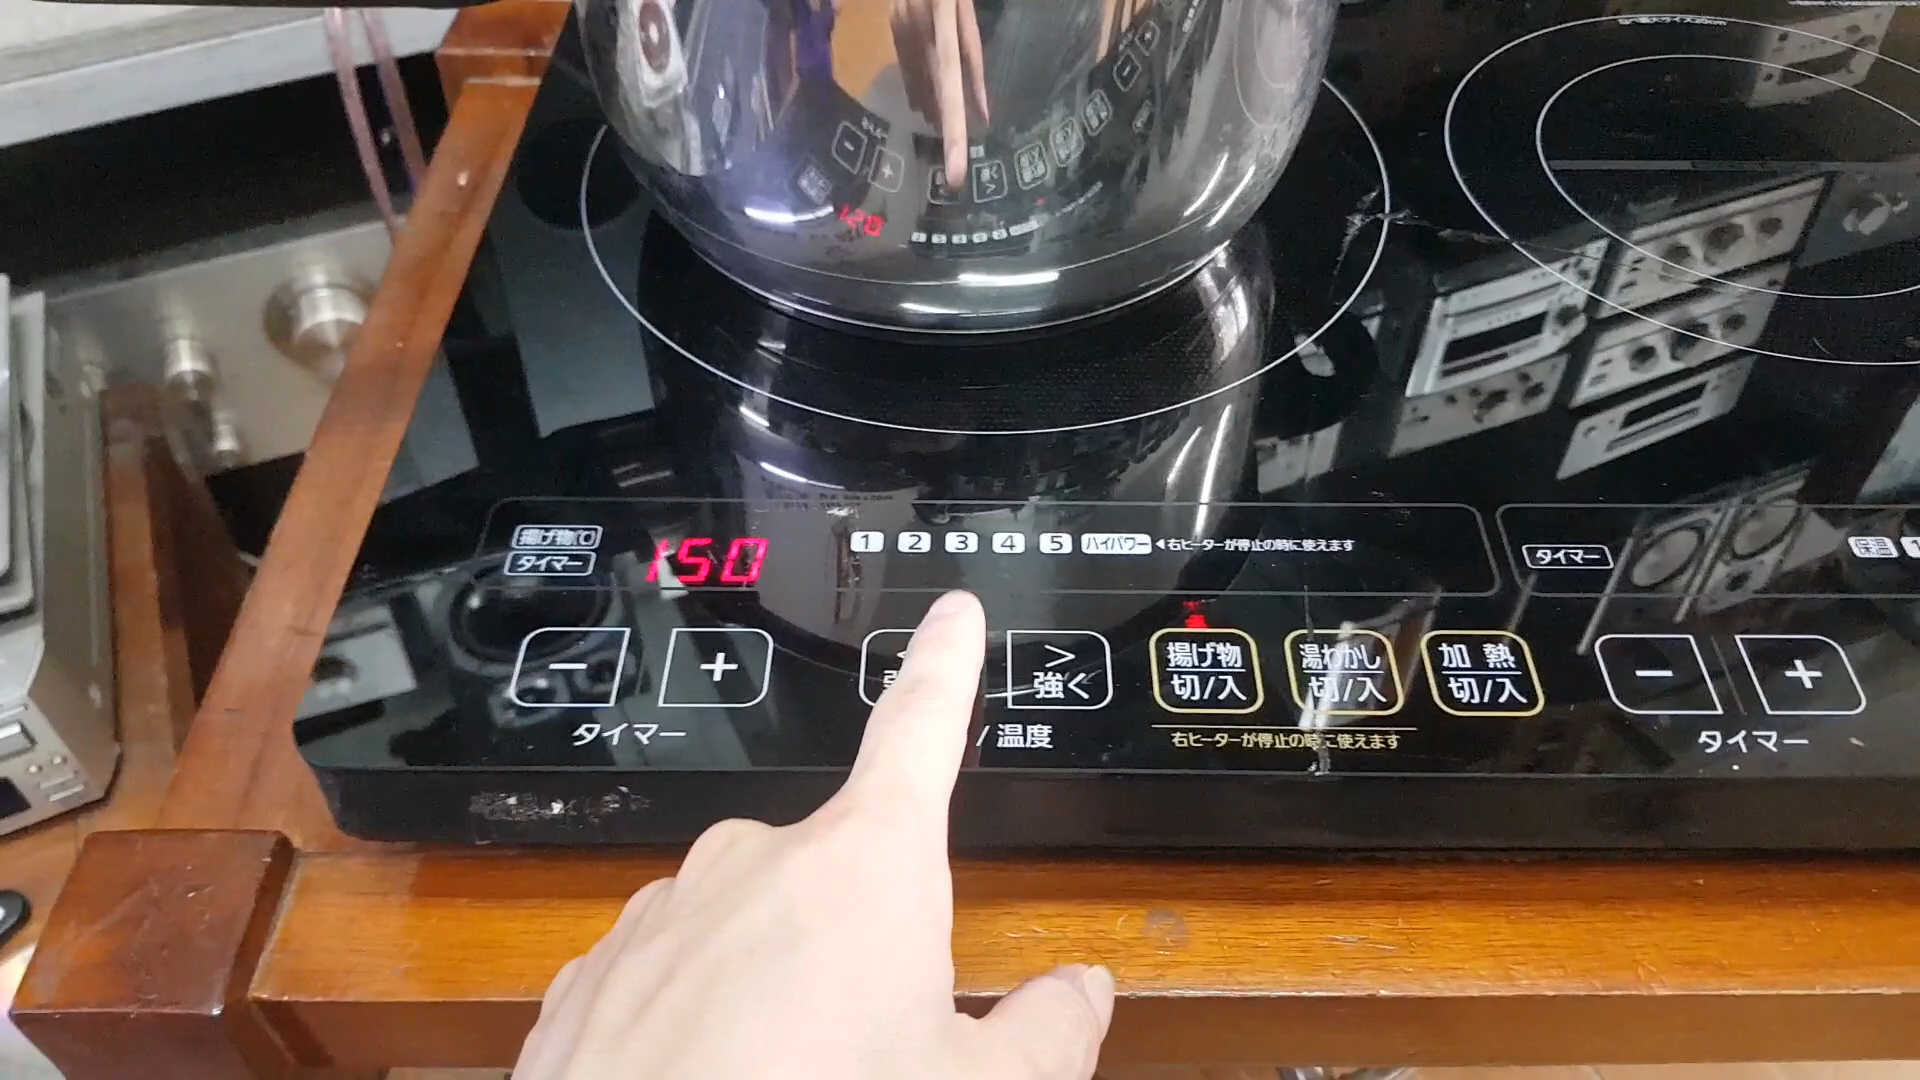 揚げ物(℃)
タイマー
150
1 2 3 4 5 ハイパワー ◀右ヒーターが停止の時に使えます
タイマー
保温 1
− +
タイマー
<
>
強く
/ 温度
揚げ物
切/入
湯わかし
切/入
加熱
切/入
右ヒーターが停止の時に使えます
− +
タイマー